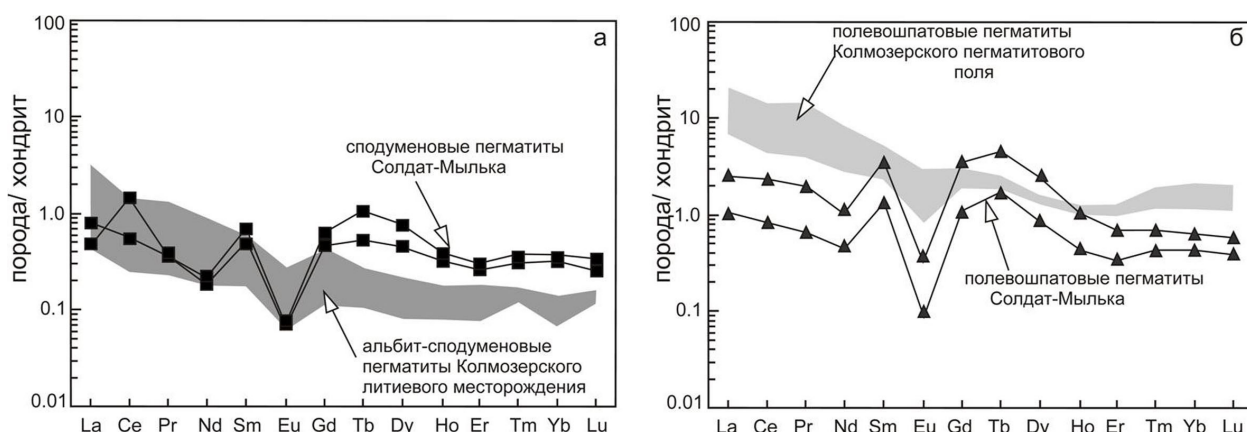 порода/ хондрит
100
10
1.0
0.1
0.01
а
сподуменовые пегматиты
Солдат-Мылька
альбит-сподуменовые
пегматиты Колмозерского
литиевого месторождения
La Ce Pr Nd Sm Eu Gd Tb Dy Ho Er Tm Yb Lu
порода/ хондрит
100
10
1.0
0.1
0.01
б
полевошпатовые пегматиты
Колмозерского пегматитового
поля
полевошпатовые пегматиты
Солдат-Мылька
La Ce Pr Nd Sm Eu Gd Tb Dy Ho Er Tm Yb Lu